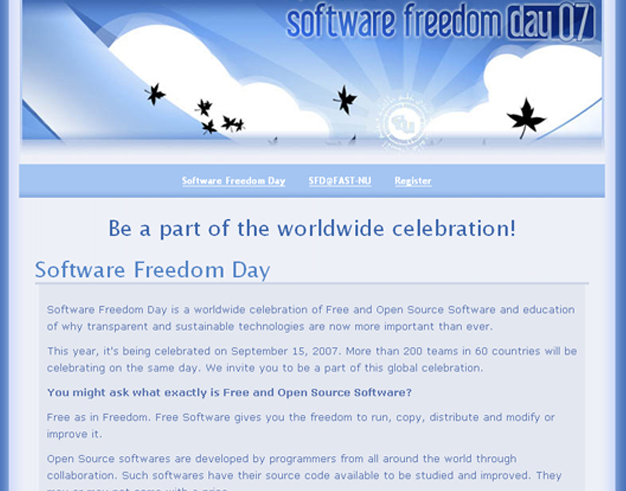 software freedom day 07
Software Freedom Day SFD@FAST-NU Register
Be a part of the worldwide celebration!
Software Freedom Day
Software Freedom Day is a worldwide celebration of Free and Open Source Software and education
of why transparent and sustainable technologies are now more important than ever.
This year, it's being celebrated on September 15, 2007. More than 200 teams in 60 countries will be
celebrating on the same day. We invite you to be a part of this global celebration.
You might ask what exactly is Free and Open Source Software?
Free as in Freedom. Free Software gives you the freedom to run, copy, distribute and modify or
improve it.
Open Source softwares are developed by programmers from all around the world through
collaboration. Such softwares have their source code available to be studied and improved. They
may or may not come with a price.